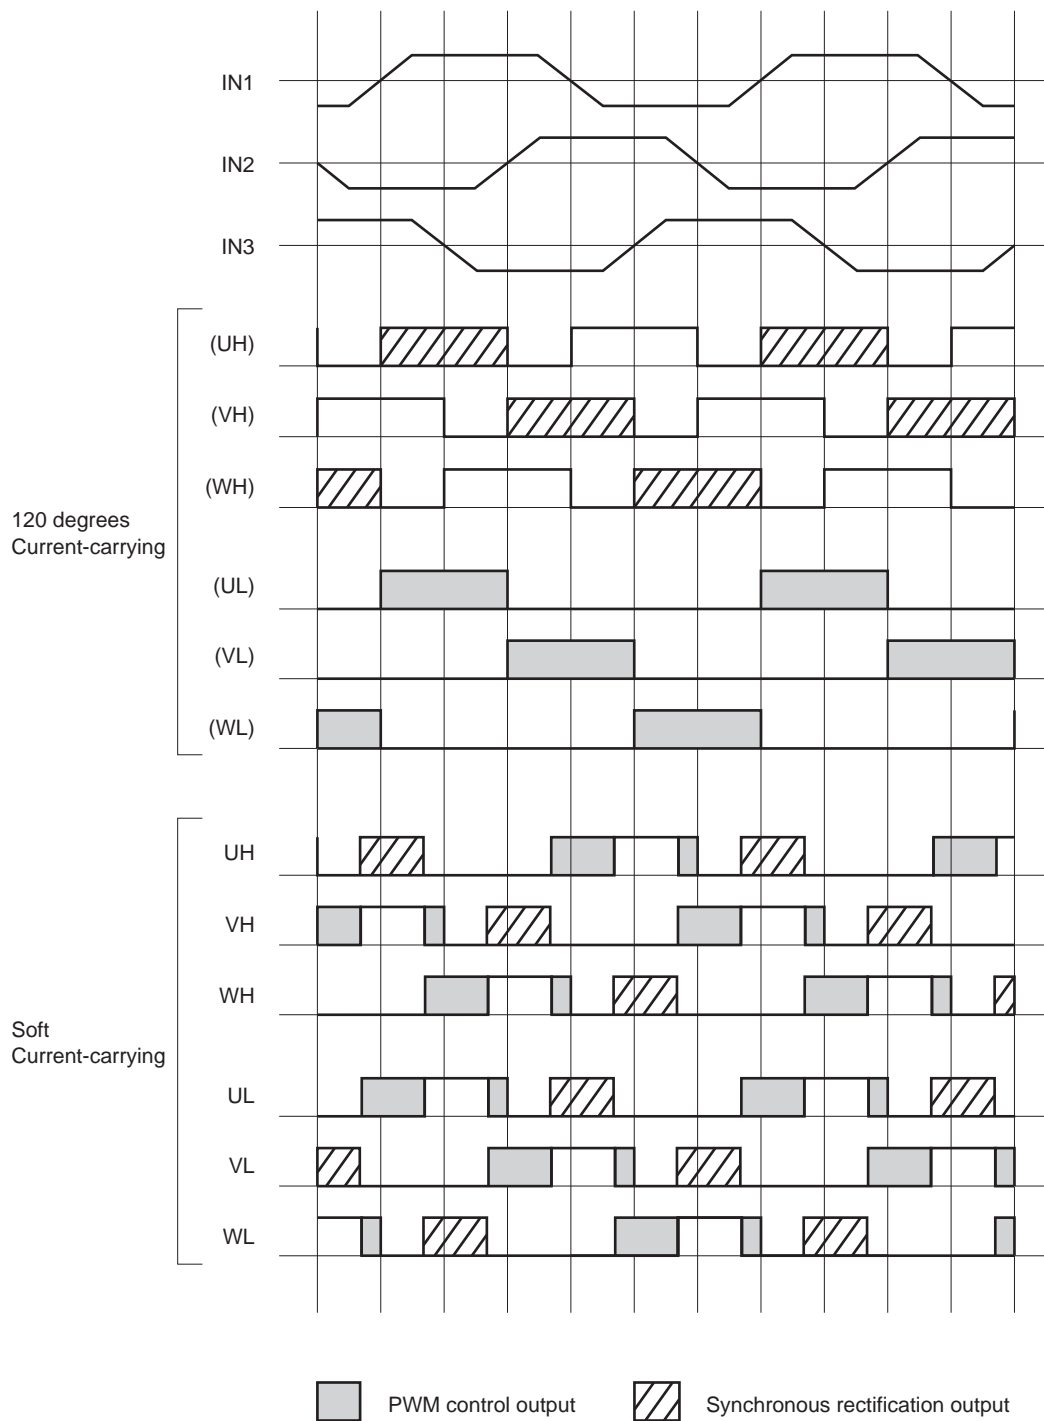 IN1
IN2
IN3
(UH)
(VH)
(WH)
120 degrees
Current-carrying
(UL)
(VL)
(WL)
UH
VH
WH
Soft
Current-carrying
UL
VL
WL
PWM control output
Synchronous rectification output